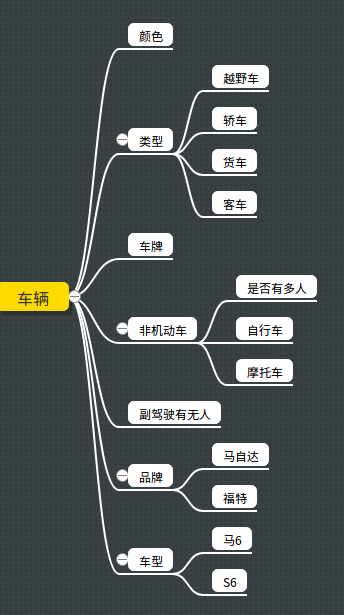 车辆
颜色
类型
越野车
轿车
货车
客车
车牌
非机动车
是否有多人
自行车
摩托车
副驾驶有无人
品牌
马自达
福特
车型
马6
S6